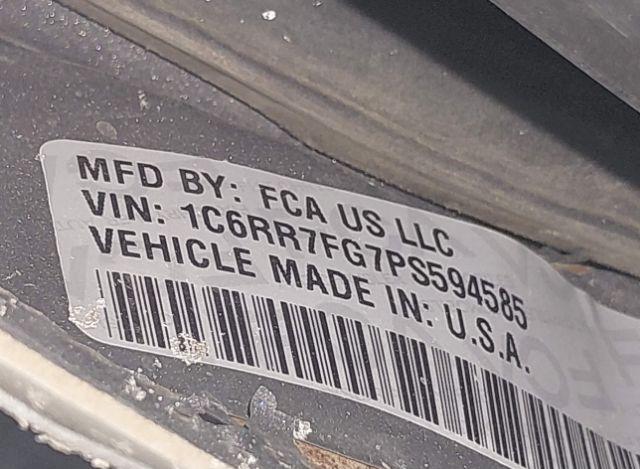 MFD BY: FCA US LLC
VIN: 1C6RR7FG7PS594585
VEHICLE MADE IN: U.S.A.